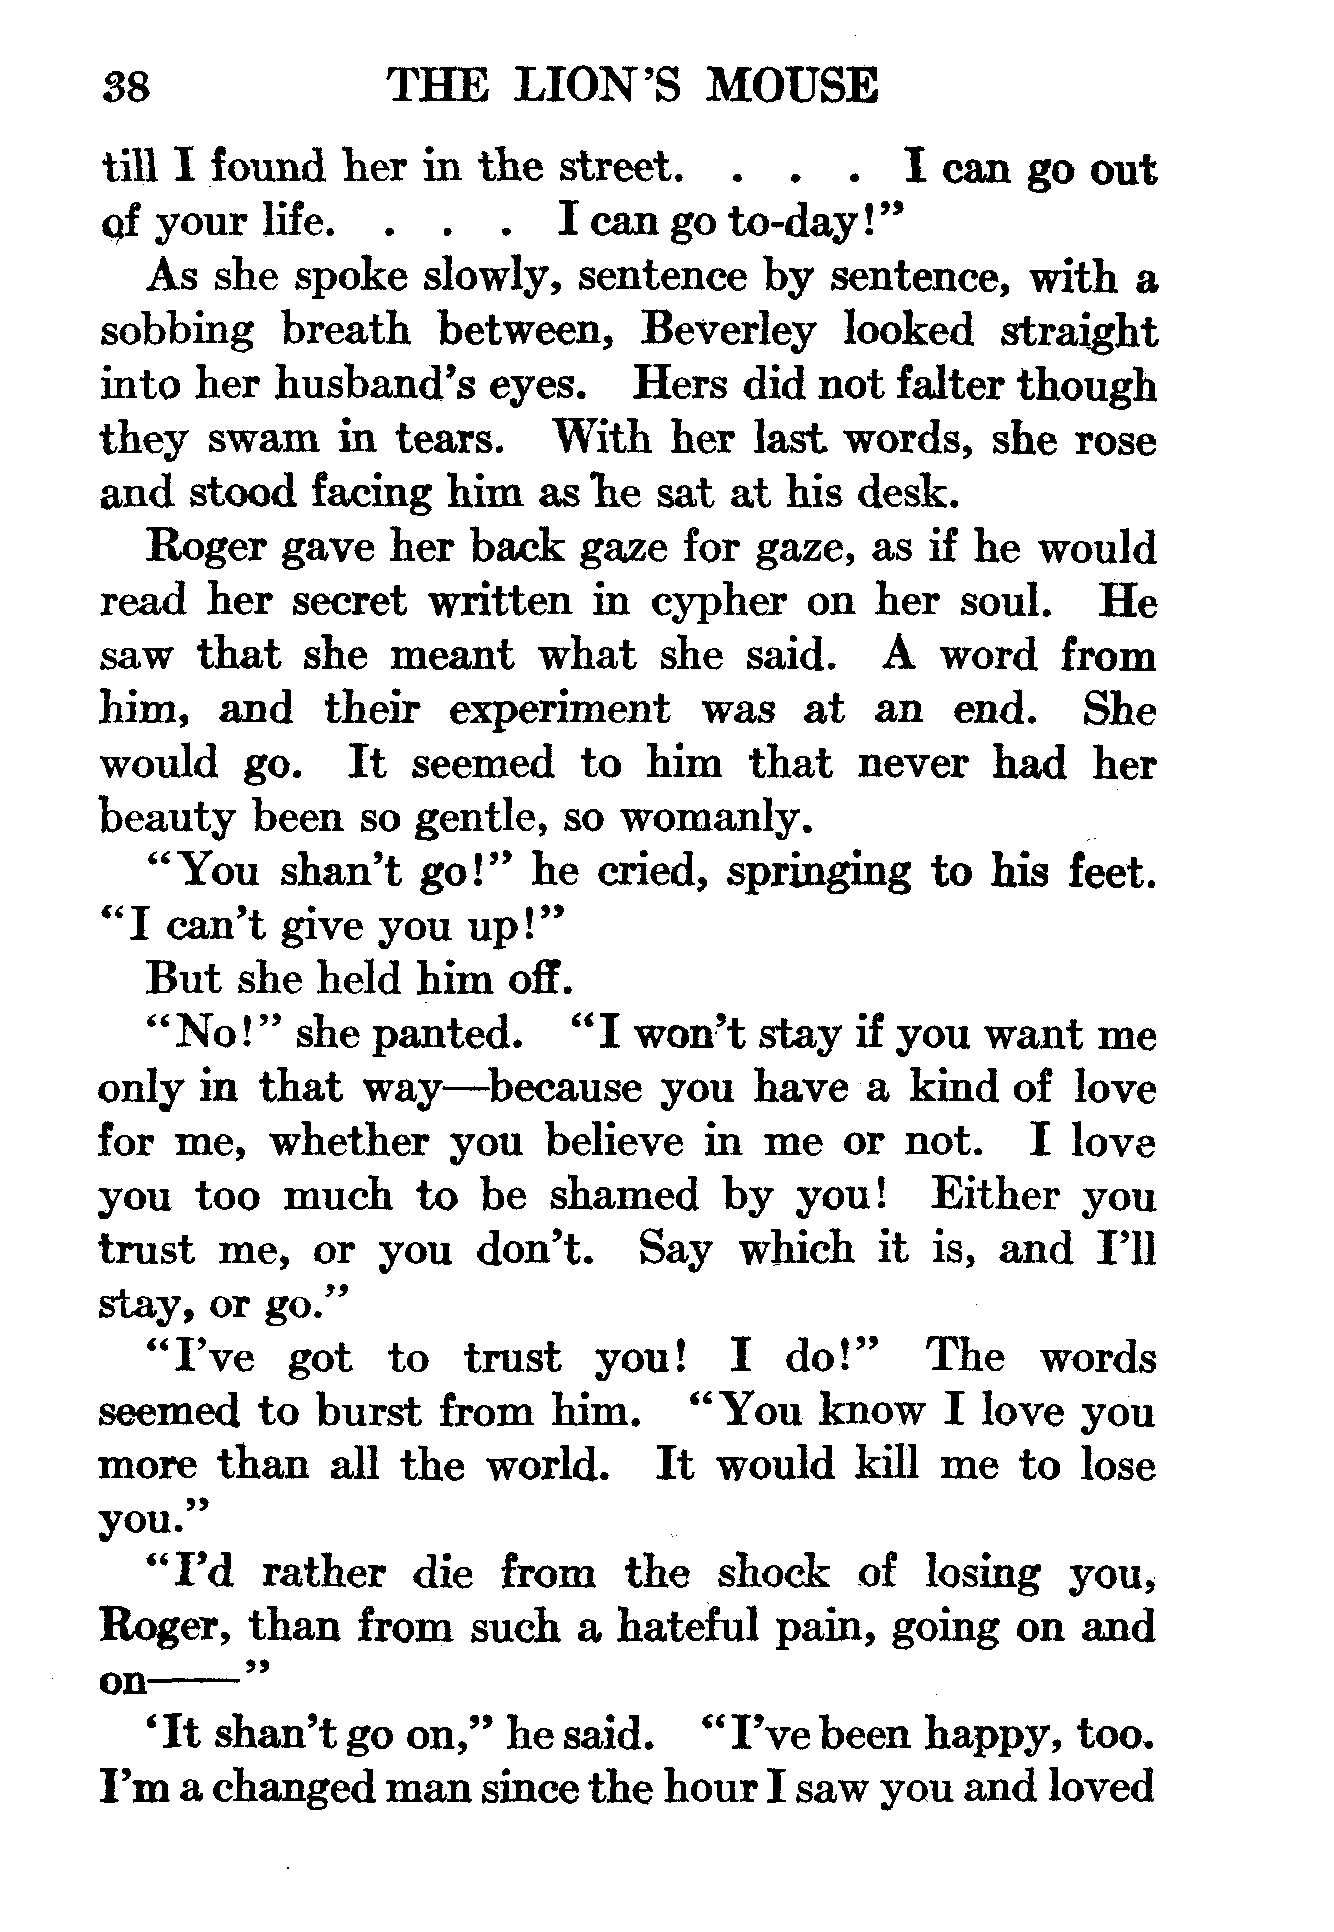 38 THE LION'S MOUSE
till I found her in the street. . . . I can go out
of your life. . . . I can go to-day!”
As she spoke slowly, sentence by sentence, with a
sobbing breath between, Beverley looked straight
into her husband's eyes. Hers did not falter though
they swam in tears. With her last words, she rose
and stood facing him as he sat at his desk.
Roger gave her back gaze for gaze, as if he would
read her secret written in cypher on her soul. He
saw that she meant what she said. A word from
him, and their experiment was at an end. She
would go. It seemed to him that never had her
beauty been so gentle, so womanly.
“You shan't go!” he cried, springing to his feet.
“I can't give you up!”
But she held him off.
“No!” she panted. “I won't stay if you want me
only in that way—because you have a kind of love
for me, whether you believe in me or not. I love
you too much to be shamed by you! Either you
trust me, or you don't. Say which it is, and I'll
stay, or go.”
“I've got to trust you! I do!” The words
seemed to burst from him. “You know I love you
more than all the world. It would kill me to lose
you.”
“I'd rather die from the shock of losing you,
Roger, than from such a hateful pain, going on and
on——”
‘It shan't go on,” he said. “I've been happy, too.
I'm a changed man since the hour I saw you and loved